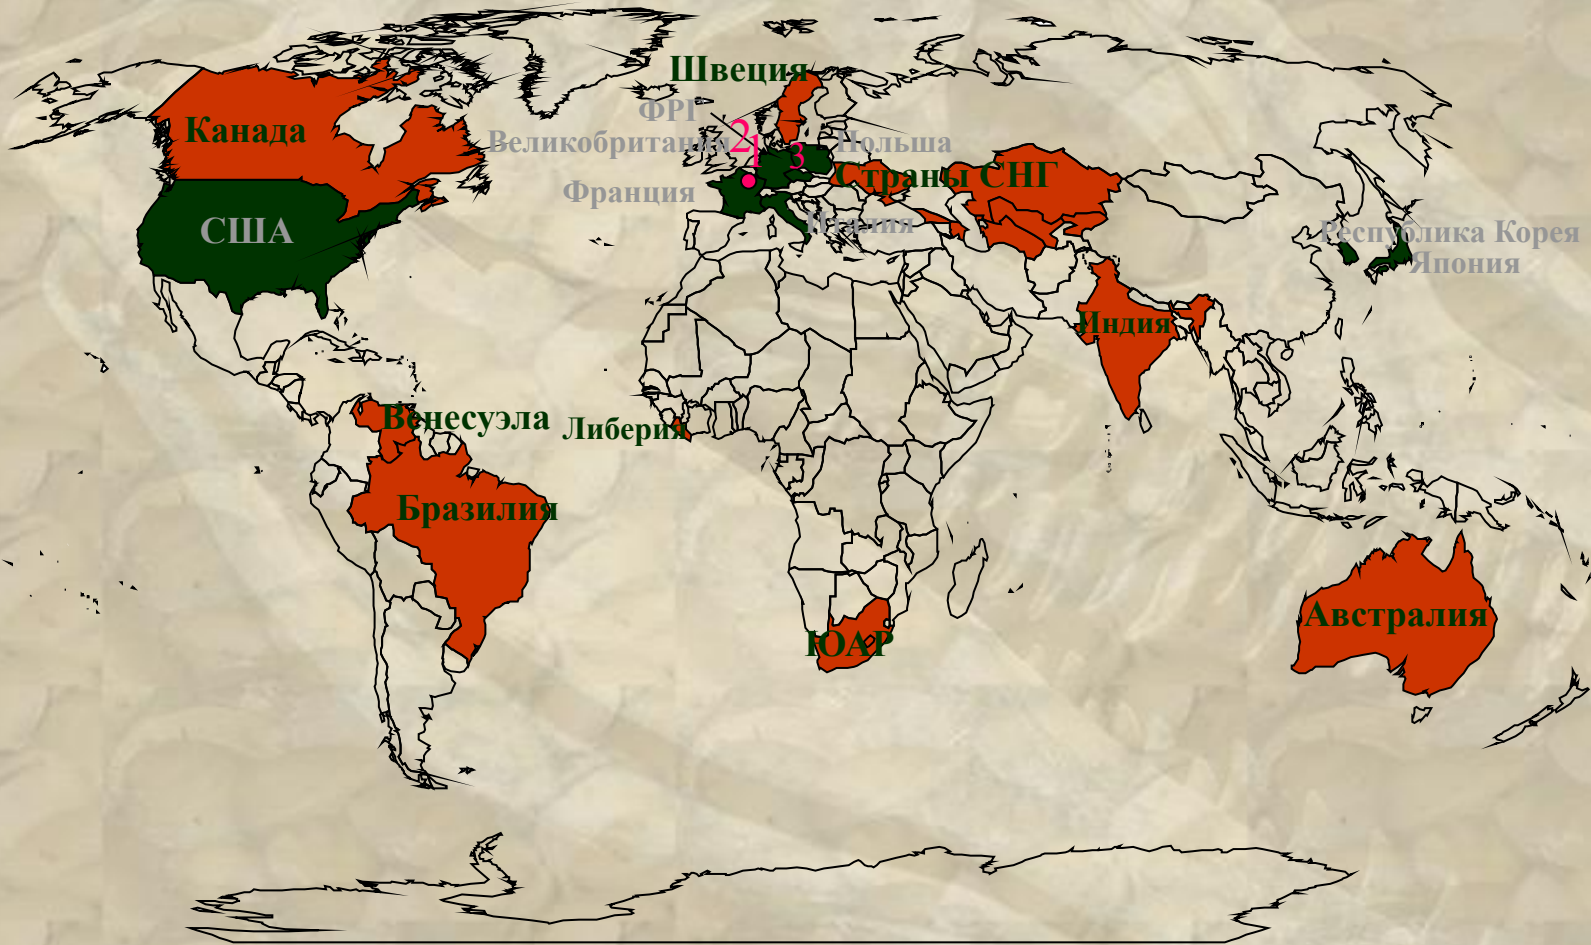 Швеция
ФРГ
Канада
Великобритания
2
1
3
Польша
Страны СНГ
Франция
США
Италия
Республика Корея
Япония
Индия
Венесуэла
Либерия
Бразилия
Австралия
ЮАР